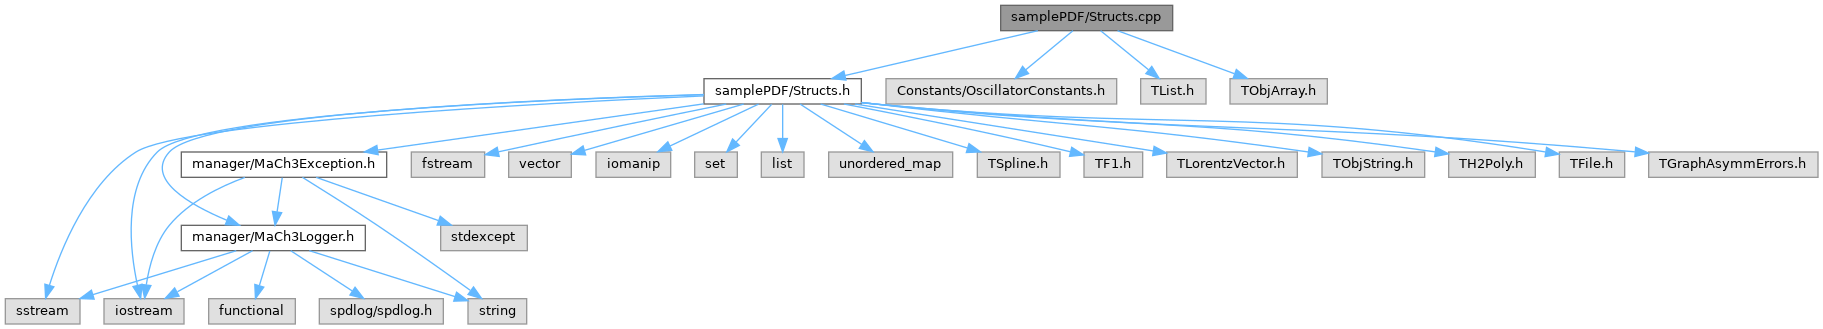 samplePDF/Structs.cpp
samplePDF/Structs.h
Constants/OscillatorConstants.h
TList.h
TObjArray.h
manager/MaCh3Exception.h
fstream
vector
iomanip
set
list
unordered_map
TSpline.h
TF1.h
TLorentzVector.h
TObjString.h
TH2Poly.h
TFile.h
TGraphAsymmErrors.h
manager/MaCh3Logger.h
stdexcept
sstream
iostream
functional
spdlog/spdlog.h
string